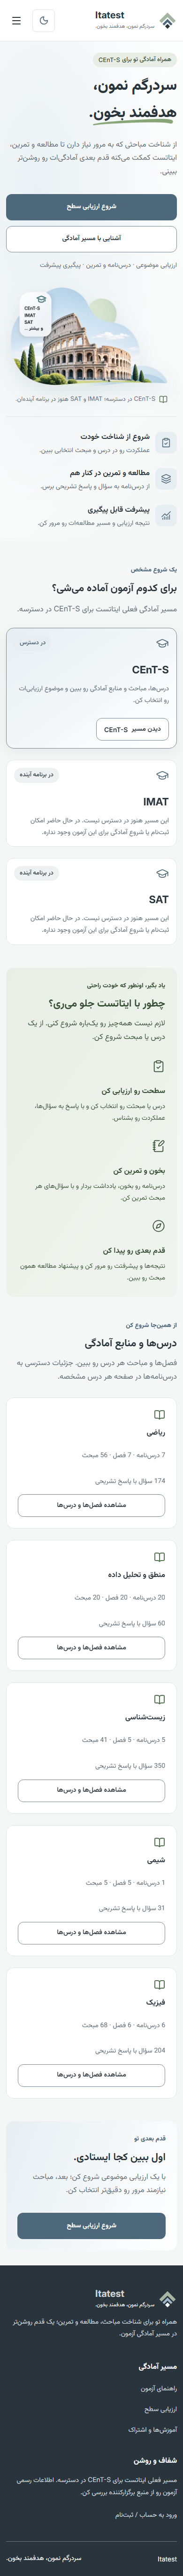 Itatest
سردرگم نمون، هدفمند بخون.
همراه آمادگی تو برای CEnT-S
سردرگم نمون،
هدفمند بخون.
از شناخت مباحثی که به مرور نیاز دارن تا مطالعه و تمرین،
ایتاتست کمک می‌کنه قدم بعدی آمادگی‌ات رو روشن‌تر
ببینی.
شروع ارزیابی سطح
آشنایی با مسیر آمادگی
ارزیابی موضوعی · درس‌نامه و تمرین · پیگیری پیشرفت
CEnT-S
IMAT
SAT
و بیشتر ...
CEnT-S در دسترسه؛ IMAT و SAT هنوز در برنامه آینده‌ان.
شروع از شناخت خودت
عملکردت رو در درس و مبحث انتخابی ببین.
مطالعه و تمرین در کنار هم
از درس‌نامه به سؤال و پاسخ تشریحی برس.
پیشرفت قابل پیگیری
نتیجه ارزیابی و مسیر مطالعه‌ات رو مرور کن.
یک شروع مشخص
برای کدوم آزمون آماده می‌شی؟
مسیر آمادگی فعلی ایتاتست برای CEnT-S در دسترسه.
در دسترس
CEnT-S
درس‌ها، مباحث و منابع آمادگی رو ببین و موضوع ارزیابی‌ات
رو انتخاب کن.
دیدن مسیر CEnT-S
در برنامه آینده
IMAT
این مسیر هنوز در دسترس نیست. در حال حاضر امکان
ثبت‌نام یا شروع آمادگی برای این آزمون وجود نداره.
در برنامه آینده
SAT
این مسیر هنوز در دسترس نیست. در حال حاضر امکان
ثبت‌نام یا شروع آمادگی برای این آزمون وجود نداره.
یاد بگیر، اونطور که خودت راحتی
چطور با ایتاتست جلو می‌ری؟
لازم نیست همه‌چیز رو یک‌باره شروع کنی. از یک
درس یا مبحث شروع کن.
سطحت رو ارزیابی کن
درس یا مبحثت رو انتخاب کن و با پاسخ به سؤال‌ها،
عملکردت رو بشناس.
بخون و تمرین کن
درس‌نامه رو بخون، یادداشت بردار و با سؤال‌های هر
مبحث تمرین کن.
قدم بعدی رو پیدا کن
نتیجه‌ها و پیشرفتت رو مرور کن و پیشنهاد مطالعه همون
مبحث رو ببین.
از همین‌جا شروع کن
درس‌ها و منابع آمادگی
فصل‌ها و مباحث هر درس رو ببین. جزئیات دسترسی به
درس‌نامه‌ها در صفحه هر درس مشخصه.
ریاضی
7 درس‌نامه · 7 فصل · 56 مبحث
174 سؤال با پاسخ تشریحی
مشاهده فصل‌ها و درس‌ها
منطق و تحلیل داده
20 درس‌نامه · 20 فصل · 20 مبحث
60 سؤال با پاسخ تشریحی
مشاهده فصل‌ها و درس‌ها
زیست‌شناسی
5 درس‌نامه · 5 فصل · 41 مبحث
350 سؤال با پاسخ تشریحی
مشاهده فصل‌ها و درس‌ها
شیمی
1 درس‌نامه · 5 فصل · 5 مبحث
31 سؤال با پاسخ تشریحی
مشاهده فصل‌ها و درس‌ها
فیزیک
6 درس‌نامه · 6 فصل · 68 مبحث
204 سؤال با پاسخ تشریحی
مشاهده فصل‌ها و درس‌ها
قدم بعدی تو
اول ببین کجا ایستادی.
با یک ارزیابی موضوعی شروع کن؛ بعد، مباحث
نیازمند مرور رو دقیق‌تر انتخاب کن.
شروع ارزیابی سطح
Itatest
سردرگم نمون، هدفمند بخون.
همراه تو برای شناخت مباحث، مطالعه و تمرین؛ یک قدم روشن‌تر
در مسیر آمادگی آزمون.
مسیر آمادگی
راهنمای آزمون
ارزیابی سطح
آموزش‌ها و اشتراک
شفاف و روشن
مسیر فعلی ایتاتست برای CEnT-S در دسترسه. اطلاعات رسمی
آزمون رو از منبع برگزارکننده بررسی کن.
ورود به حساب / ثبت‌نام
Itatest
سردرگم نمون، هدفمند بخون.